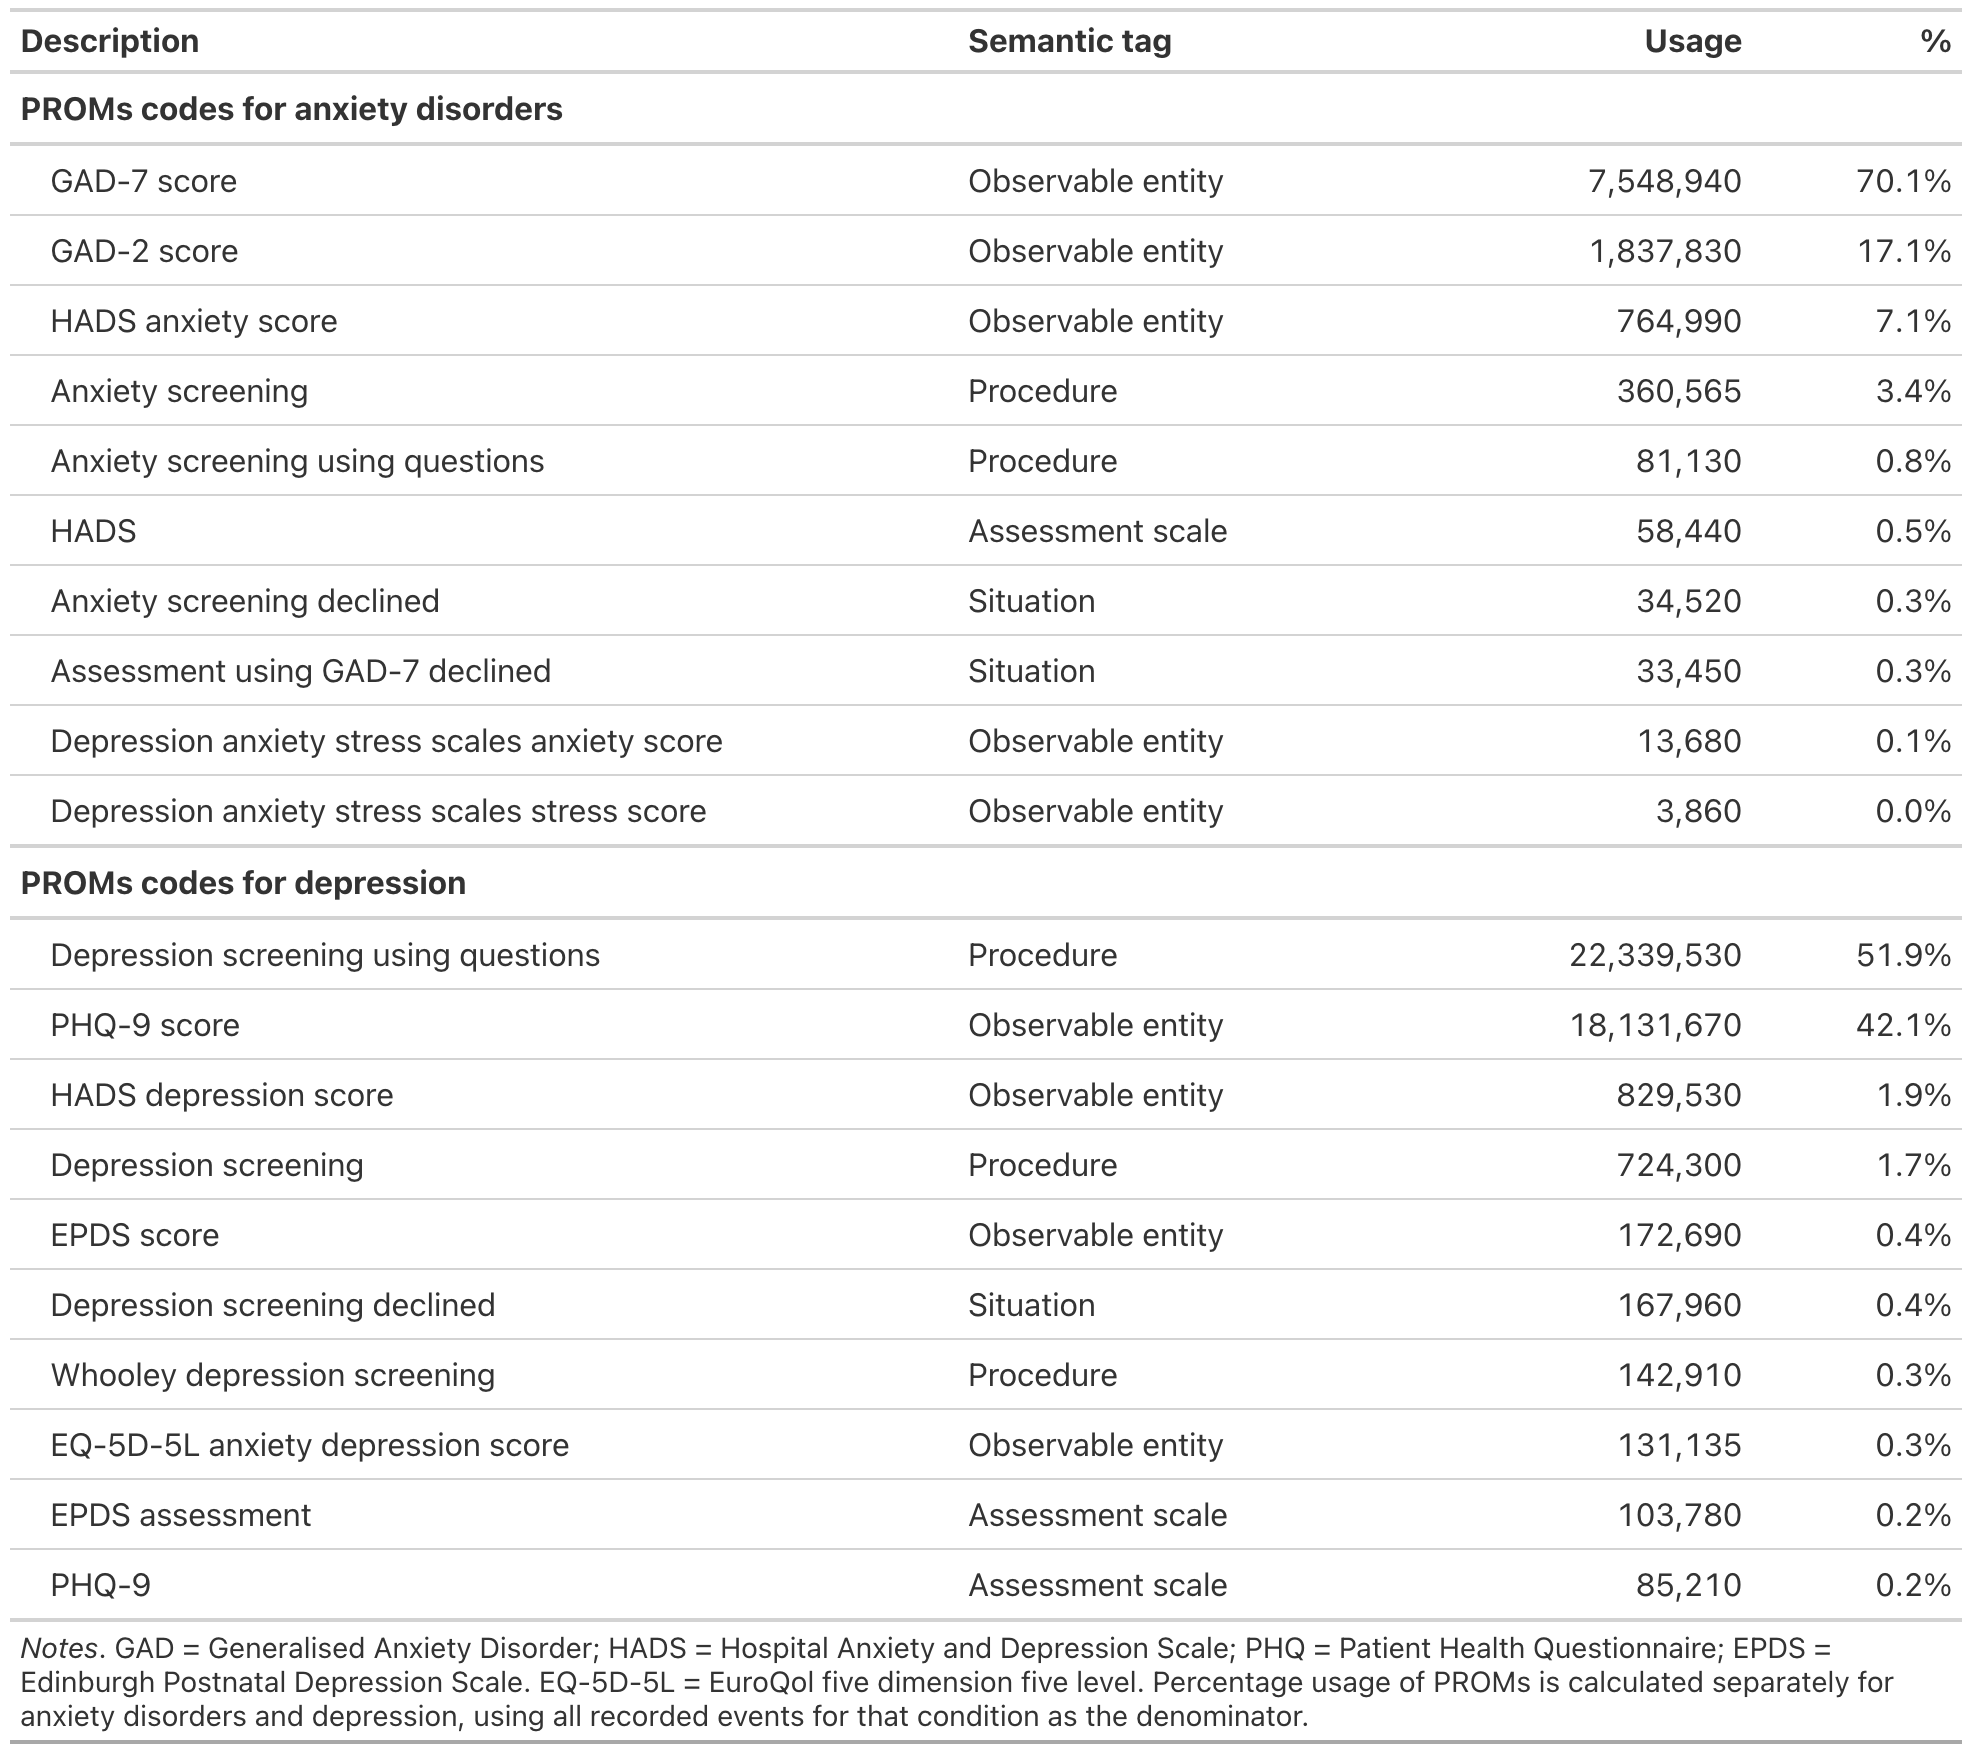 Description Semantic tag Usage %
PROMs codes for anxiety disorders
GAD-7 score Observable entity 7,548,940 70.1%
GAD-2 score Observable entity 1,837,830 17.1%
HADS anxiety score Observable entity 764,990 7.1%
Anxiety screening Procedure 360,565 3.4%
Anxiety screening using questions Procedure 81,130 0.8%
HADS Assessment scale 58,440 0.5%
Anxiety screening declined Situation 34,520 0.3%
Assessment using GAD-7 declined Situation 33,450 0.3%
Depression anxiety stress scales anxiety score Observable entity 13,680 0.1%
Depression anxiety stress scales stress score Observable entity 3,860 0.0%
PROMs codes for depression
Depression screening using questions Procedure 22,339,530 51.9%
PHQ-9 score Observable entity 18,131,670 42.1%
HADS depression score Observable entity 829,530 1.9%
Depression screening Procedure 724,300 1.7%
EPDS score Observable entity 172,690 0.4%
Depression screening declined Situation 167,960 0.4%
Whooley depression screening Procedure 142,910 0.3%
EQ-5D-5L anxiety depression score Observable entity 131,135 0.3%
EPDS assessment Assessment scale 103,780 0.2%
PHQ-9 Assessment scale 85,210 0.2%
Notes. GAD = Generalised Anxiety Disorder; HADS = Hospital Anxiety and Depression Scale; PHQ = Patient Health Questionnaire; EPDS =
Edinburgh Postnatal Depression Scale. EQ-5D-5L = EuroQol five dimension five level. Percentage usage of PROMs is calculated separately for
anxiety disorders and depression, using all recorded events for that condition as the denominator.